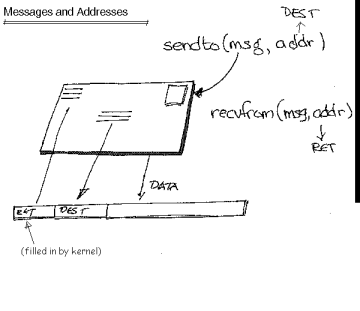 Messages and Addresses
DEST
sendto(msg, addr)
recvfrom(msg, addr)
RET
DATA
RET DEST
(filled in by kernel)